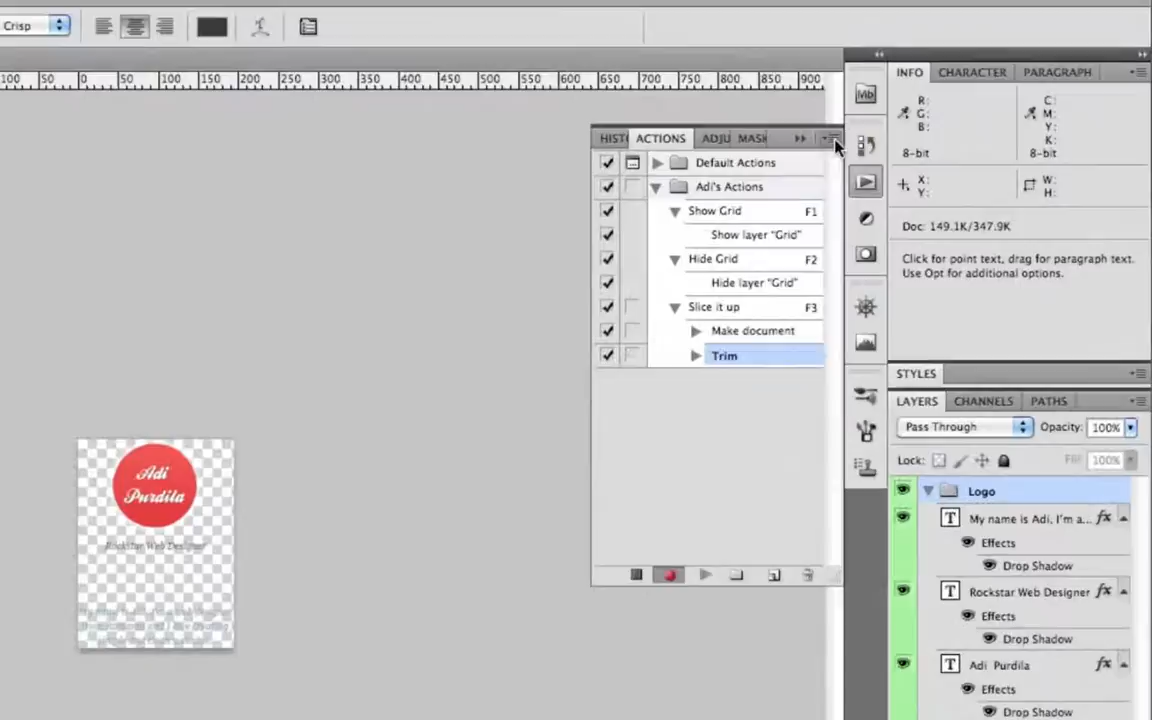 Crisp
100 50 0 50 100 150 200 250 300 350 400 450 500 550 600 650 700 750 800 850 900
HIST ACTIONS ADJU MASK
Default Actions
Adi's Actions
Show Grid F1
Show layer "Grid"
Hide Grid F2
Hide layer "Grid"
Slice it up F3
Make document
Trim
Adi
Purdila
Rockstar Web Designer
Mb
INFO CHARACTER PARAGRAPH
R: C:
G: M:
B: Y:
K:
8-bit 8-bit
X: W:
Y: H:
Doc: 149.1K/347.9K
Click for point text, drag for paragraph text.
Use Opt for additional options.
STYLES
LAYERS CHANNELS PATHS
Pass Through Opacity: 100%
Lock: 100%
Logo
T My name is Adi, I'm a... fx
Effects
Drop Shadow
T Rockstar Web Designer fx
Effects
Drop Shadow
T Adi Purdila fx
Effects
Drop Shadow